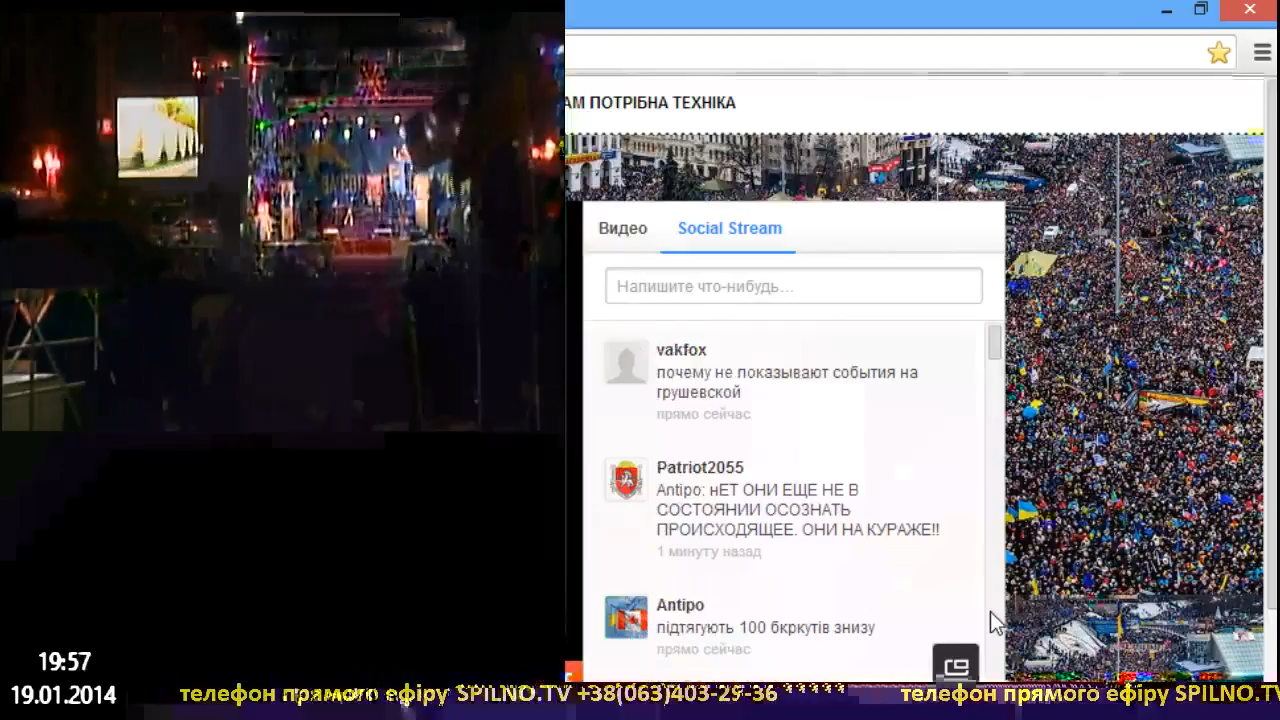 АМ ПОТРІБНА ТЕХНІКА
Видео
Social Stream
Напишите что-нибудь...
vakfox
почему не показывают события на
грушевской
прямо сейчас
Patriot2055
Antipo: нЕТ ОНИ ЕЩЕ НЕ В
СОСТОЯНИИ ОСОЗНАТЬ
ПРОИСХОДЯЩЕЕ. ОНИ НА КУРАЖЕ!!
1 минуту назад
Antipo
підтягують 100 бкркутів знизу
прямо сейчас
19:57
19.01.2014
телефон прямого ефіру SPILNO.TV +38(063)403-29-36 ***** телефон прямого ефіру SPILNO.TV